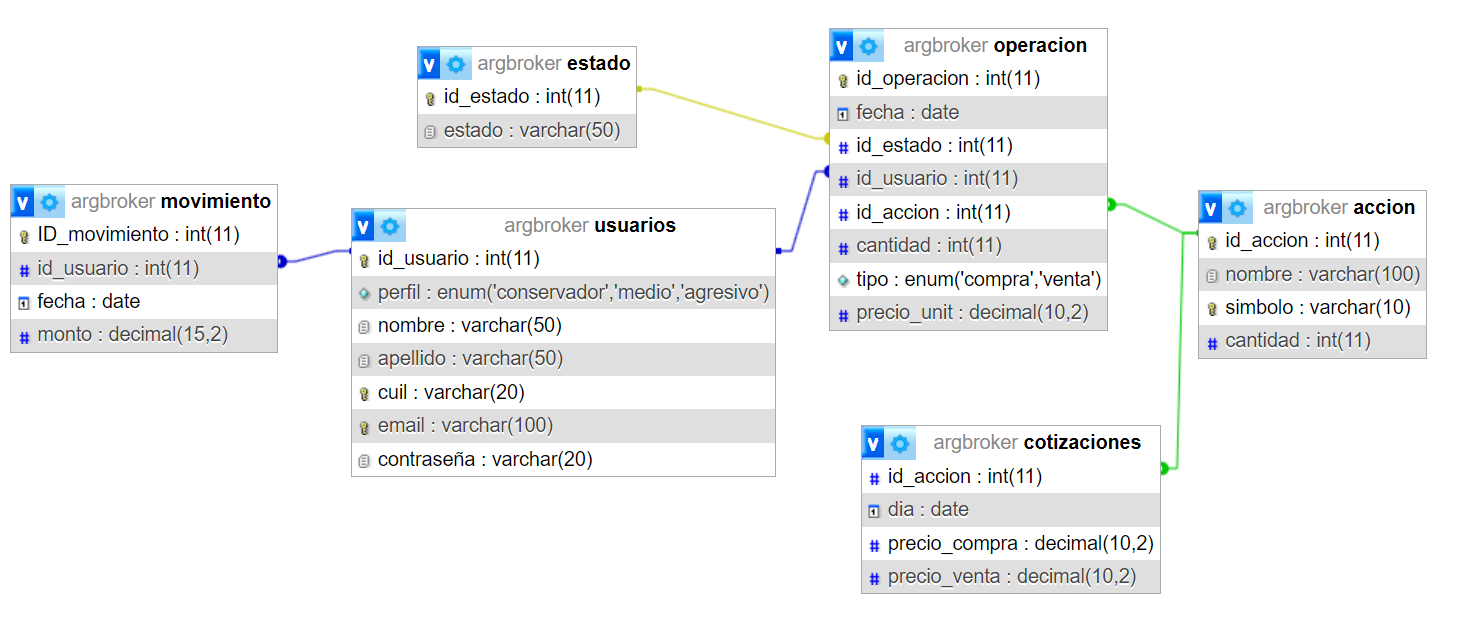 argbroker estado
id_estado : int(11)
estado : varchar(50)
argbroker movimiento
ID_movimiento : int(11)
id_usuario : int(11)
fecha : date
monto : decimal(15,2)
argbroker usuarios
id_usuario : int(11)
perfil : enum('conservador','medio','agresivo')
nombre : varchar(50)
apellido : varchar(50)
cuil : varchar(20)
email : varchar(100)
contraseña : varchar(20)
argbroker operacion
id_operacion : int(11)
fecha : date
id_estado : int(11)
id_usuario : int(11)
id_accion : int(11)
cantidad : int(11)
tipo : enum('compra','venta')
precio_unit : decimal(10,2)
argbroker accion
id_accion : int(11)
nombre : varchar(100)
simbolo : varchar(10)
cantidad : int(11)
argbroker cotizaciones
id_accion : int(11)
dia : date
precio_compra : decimal(10,2)
precio_venta : decimal(10,2)